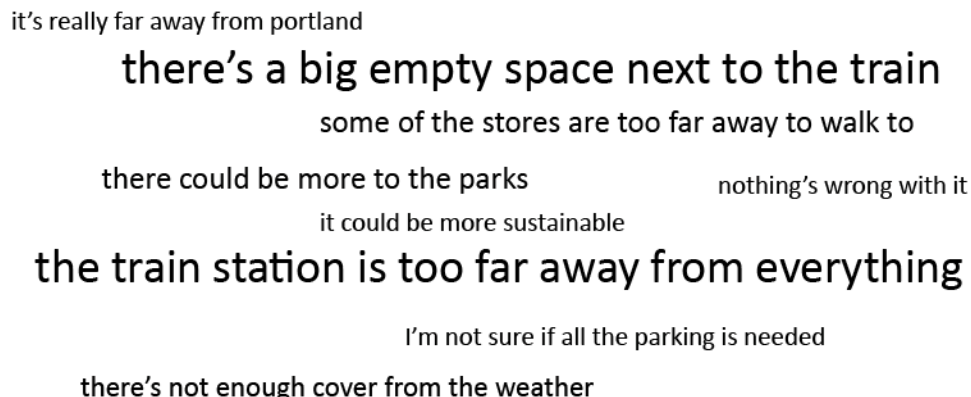 it’s really far away from portland
there’s a big empty space next to the train
some of the stores are too far away to walk to
there could be more to the parks
nothing’s wrong with it
it could be more sustainable
the train station is too far away from everything
I’m not sure if all the parking is needed
there’s not enough cover from the weather